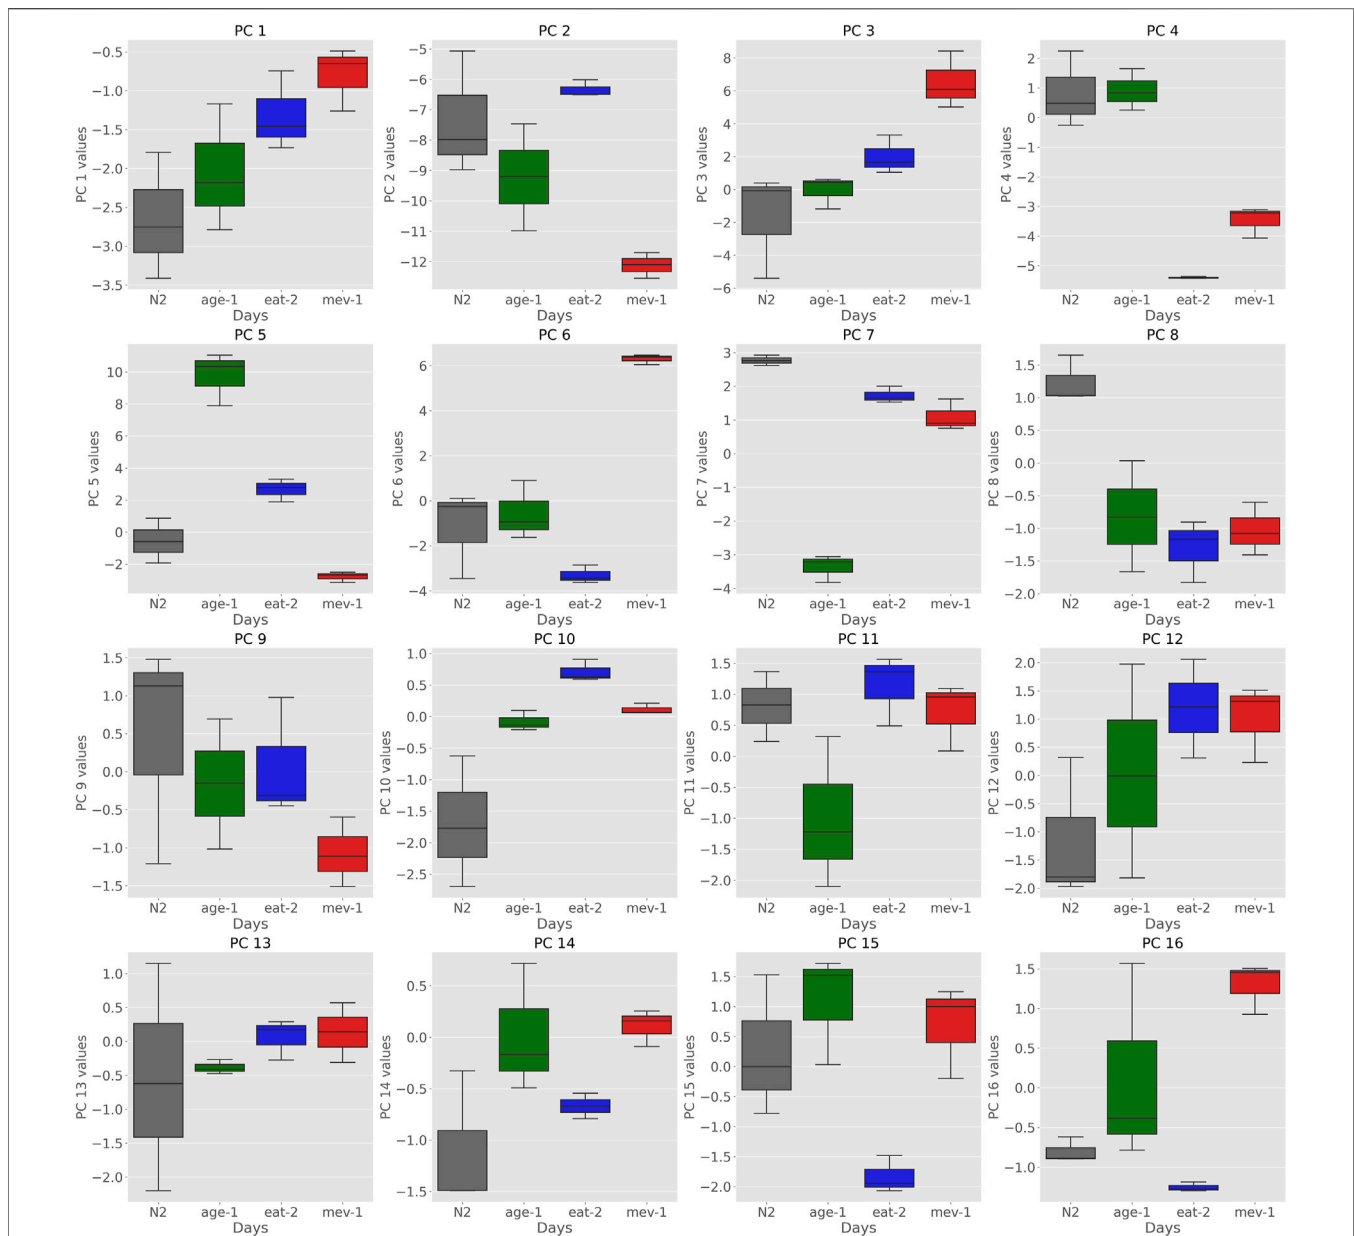 PC 1 PC 2 PC 3 PC 4
PC 1 values
−0.5
−1.0
−1.5
−2.0
−2.5
−3.0
−3.5
N2 age-1 eat-2 mev-1
Days
PC 2 values
−5
−6
−7
−8
−9
−10
−11
−12
N2 age-1 eat-2 mev-1
Days
PC 3 values
8
6
4
2
0
−2
−4
−6
N2 age-1 eat-2 mev-1
Days
PC 4 values
2
1
0
−1
−2
−3
−4
−5
N2 age-1 eat-2 mev-1
Days
PC 5 PC 6 PC 7 PC 8
PC 5 values
10
8
6
4
2
0
−2
N2 age-1 eat-2 mev-1
Days
PC 6 values
6
4
2
0
−2
−4
N2 age-1 eat-2 mev-1
Days
PC 7 values
3
2
1
0
−1
−2
−3
−4
N2 age-1 eat-2 mev-1
Days
PC 8 values
1.5
1.0
0.5
0.0
−0.5
−1.0
−1.5
−2.0
N2 age-1 eat-2 mev-1
Days
PC 9 PC 10 PC 11 PC 12
PC 9 values
1.5
1.0
0.5
0.0
−0.5
−1.0
−1.5
N2 age-1 eat-2 mev-1
Days
PC 10 values
1.0
0.5
0.0
−0.5
−1.0
−1.5
−2.0
−2.5
N2 age-1 eat-2 mev-1
Days
PC 11 values
1.5
1.0
0.5
0.0
−0.5
−1.0
−1.5
−2.0
N2 age-1 eat-2 mev-1
Days
PC 12 values
2.0
1.5
1.0
0.5
0.0
−0.5
−1.0
−1.5
−2.0
N2 age-1 eat-2 mev-1
Days
PC 13 PC 14 PC 15 PC 16
PC 13 values
1.0
0.5
0.0
−0.5
−1.0
−1.5
−2.0
N2 age-1 eat-2 mev-1
Days
PC 14 values
0.5
0.0
−0.5
−1.0
−1.5
N2 age-1 eat-2 mev-1
Days
PC 15 values
1.5
1.0
0.5
0.0
−0.5
−1.0
−1.5
−2.0
N2 age-1 eat-2 mev-1
Days
PC 16 values
1.5
1.0
0.5
0.0
−0.5
−1.0
N2 age-1 eat-2 mev-1
Days